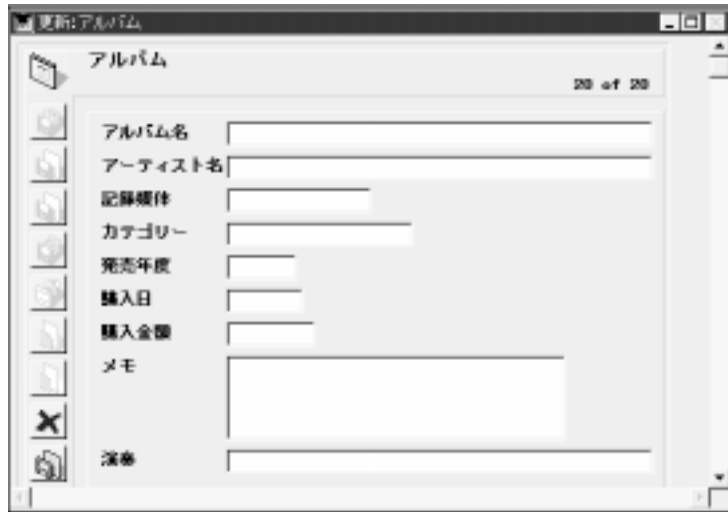 更新:アルバム
アルバム
20 of 20
アルバム名
アーティスト名
記録媒体
カテゴリー
発売年度
購入日
購入金額
メモ
演奏